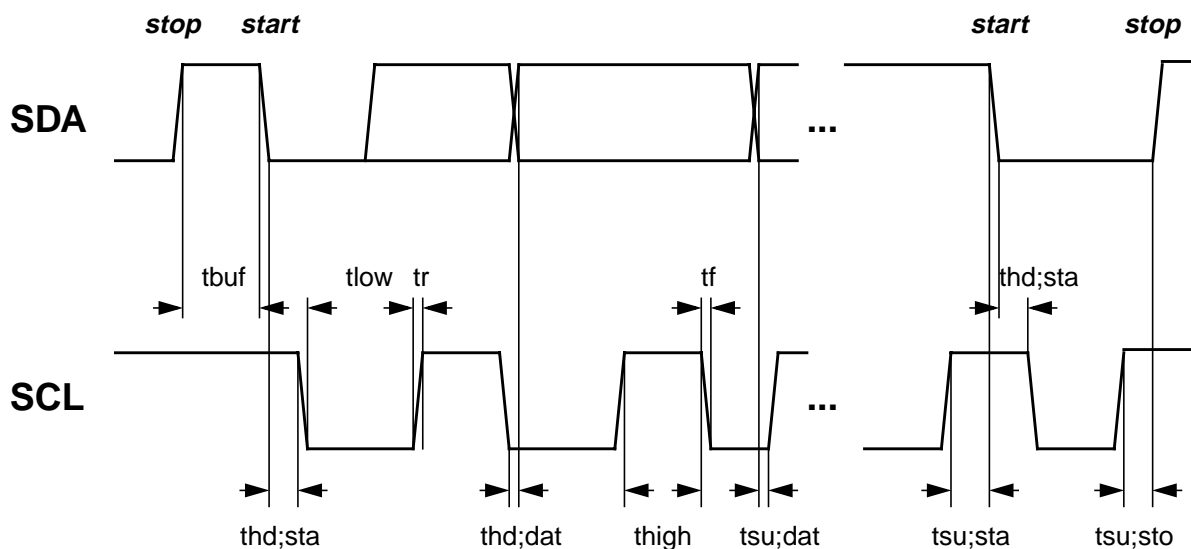 stop start start stop
SDA ...
tbuf tlow tr tf thd;sta
SCL ...
thd;sta thd;dat thigh tsu;dat tsu;sta tsu;sto